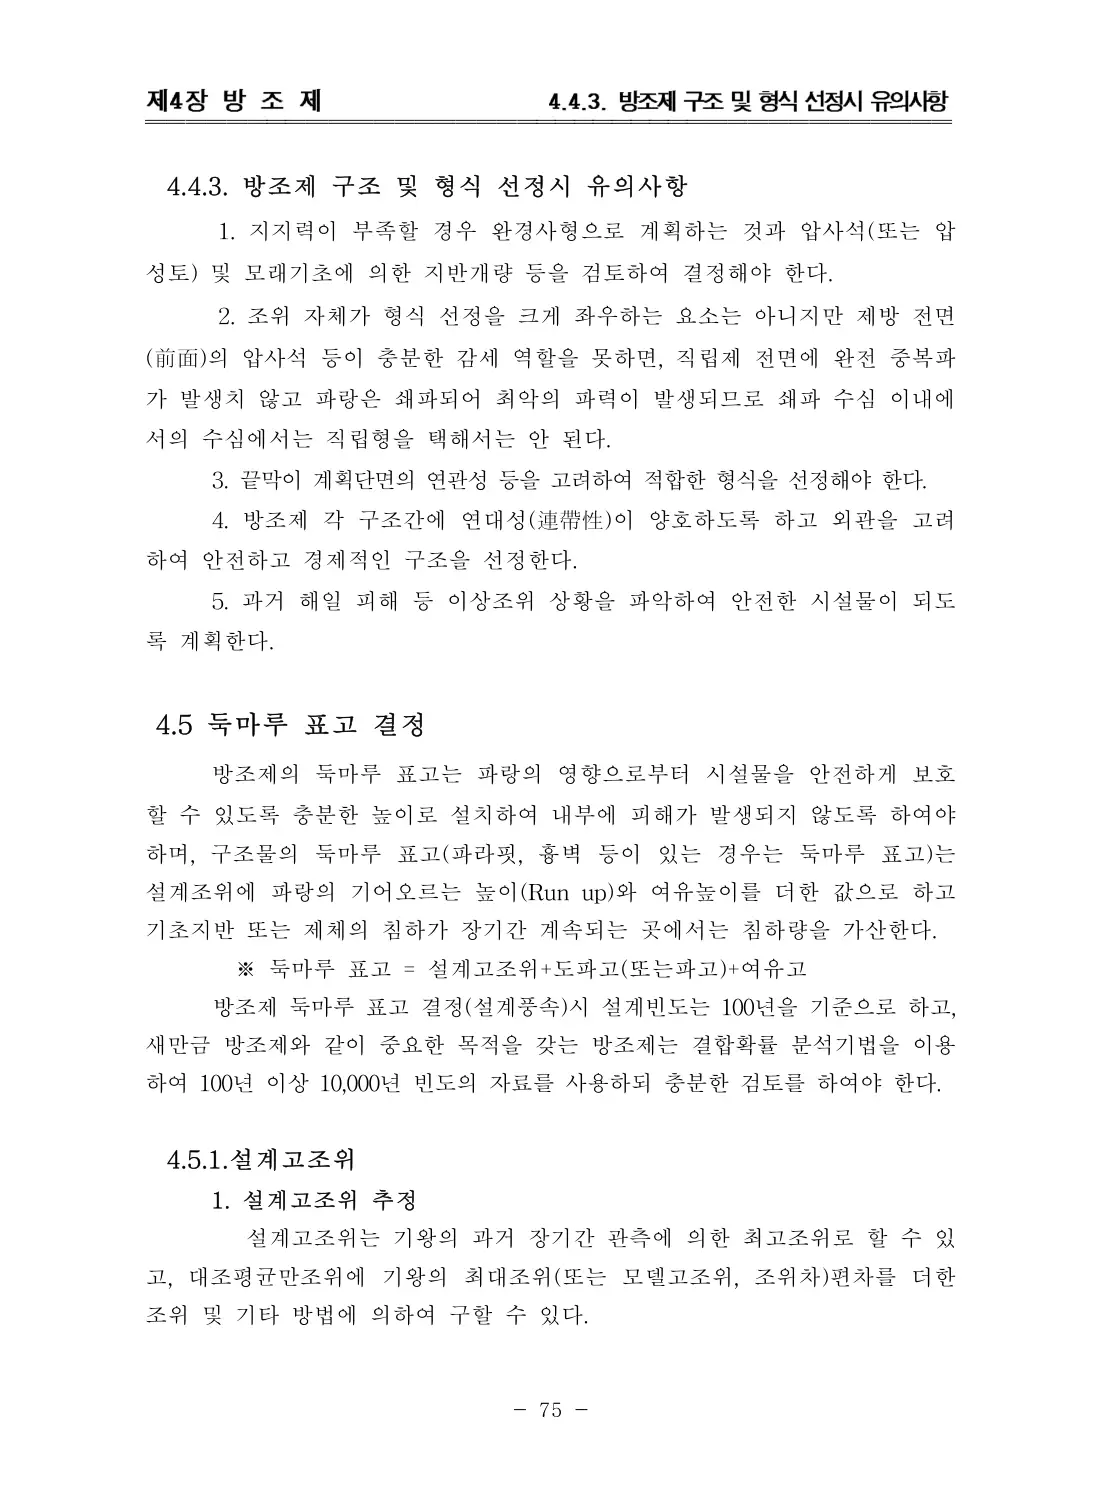 제4장 방 조 제 4.4.3. 방조제 구조 및 형식 선정시 유의사항
4.4.3. 방조제 구조 및 형식 선정시 유의사항
1. 지지력이 부족할 경우 완경사형으로 계획하는 것과 압사석(또는 압
성토) 및 모래기초에 의한 지반개량 등을 검토하여 결정해야 한다.
2. 조위 자체가 형식 선정을 크게 좌우하는 요소는 아니지만 제방 전면
(前面)의 압사석 등이 충분한 감세 역할을 못하면, 직립제 전면에 완전 중복파
가 발생치 않고 파랑은 쇄파되어 최악의 파력이 발생되므로 쇄파 수심 이내에
서의 수심에서는 직립형을 택해서는 안 된다.
3. 끝막이 계획단면의 연관성 등을 고려하여 적합한 형식을 선정해야 한다.
4. 방조제 각 구조간에 연대성(連帶性)이 양호하도록 하고 외관을 고려
하여 안전하고 경제적인 구조을 선정한다.
5. 과거 해일 피해 등 이상조위 상황을 파악하여 안전한 시설물이 되도
록 계획한다.
4.5 둑마루 표고 결정
방조제의 둑마루 표고는 파랑의 영향으로부터 시설물을 안전하게 보호
할 수 있도록 충분한 높이로 설치하여 내부에 피해가 발생되지 않도록 하여야
하며, 구조물의 둑마루 표고(파라핏, 흉벽 등이 있는 경우는 둑마루 표고)는
설계조위에 파랑의 기어오르는 높이(Run up)와 여유높이를 더한 값으로 하고
기초지반 또는 제체의 침하가 장기간 계속되는 곳에서는 침하량을 가산한다.
※ 둑마루 표고 = 설계고조위+도파고(또는파고)+여유고
방조제 둑마루 표고 결정(설계풍속)시 설계빈도는 100년을 기준으로 하고,
새만금 방조제와 같이 중요한 목적을 갖는 방조제는 결합확률 분석기법을 이용
하여 100년 이상 10,000년 빈도의 자료를 사용하되 충분한 검토를 하여야 한다.
4.5.1.설계고조위
1. 설계고조위 추정
설계고조위는 기왕의 과거 장기간 관측에 의한 최고조위로 할 수 있
고, 대조평균만조위에 기왕의 최대조위(또는 모델고조위, 조위차)편차를 더한
조위 및 기타 방법에 의하여 구할 수 있다.
- 75 -